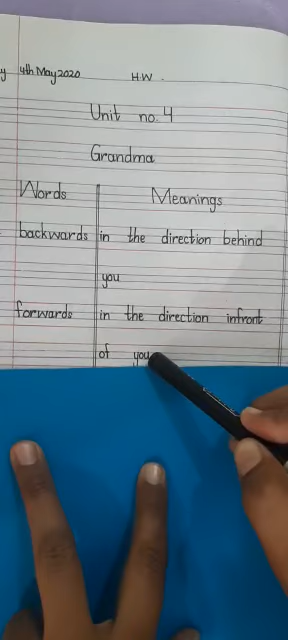 y 4th May 2020 H.W.
Unit no. 4
Grandma
Words Meanings
backwards in the direction behind
you
forwards in the direction infront
of you